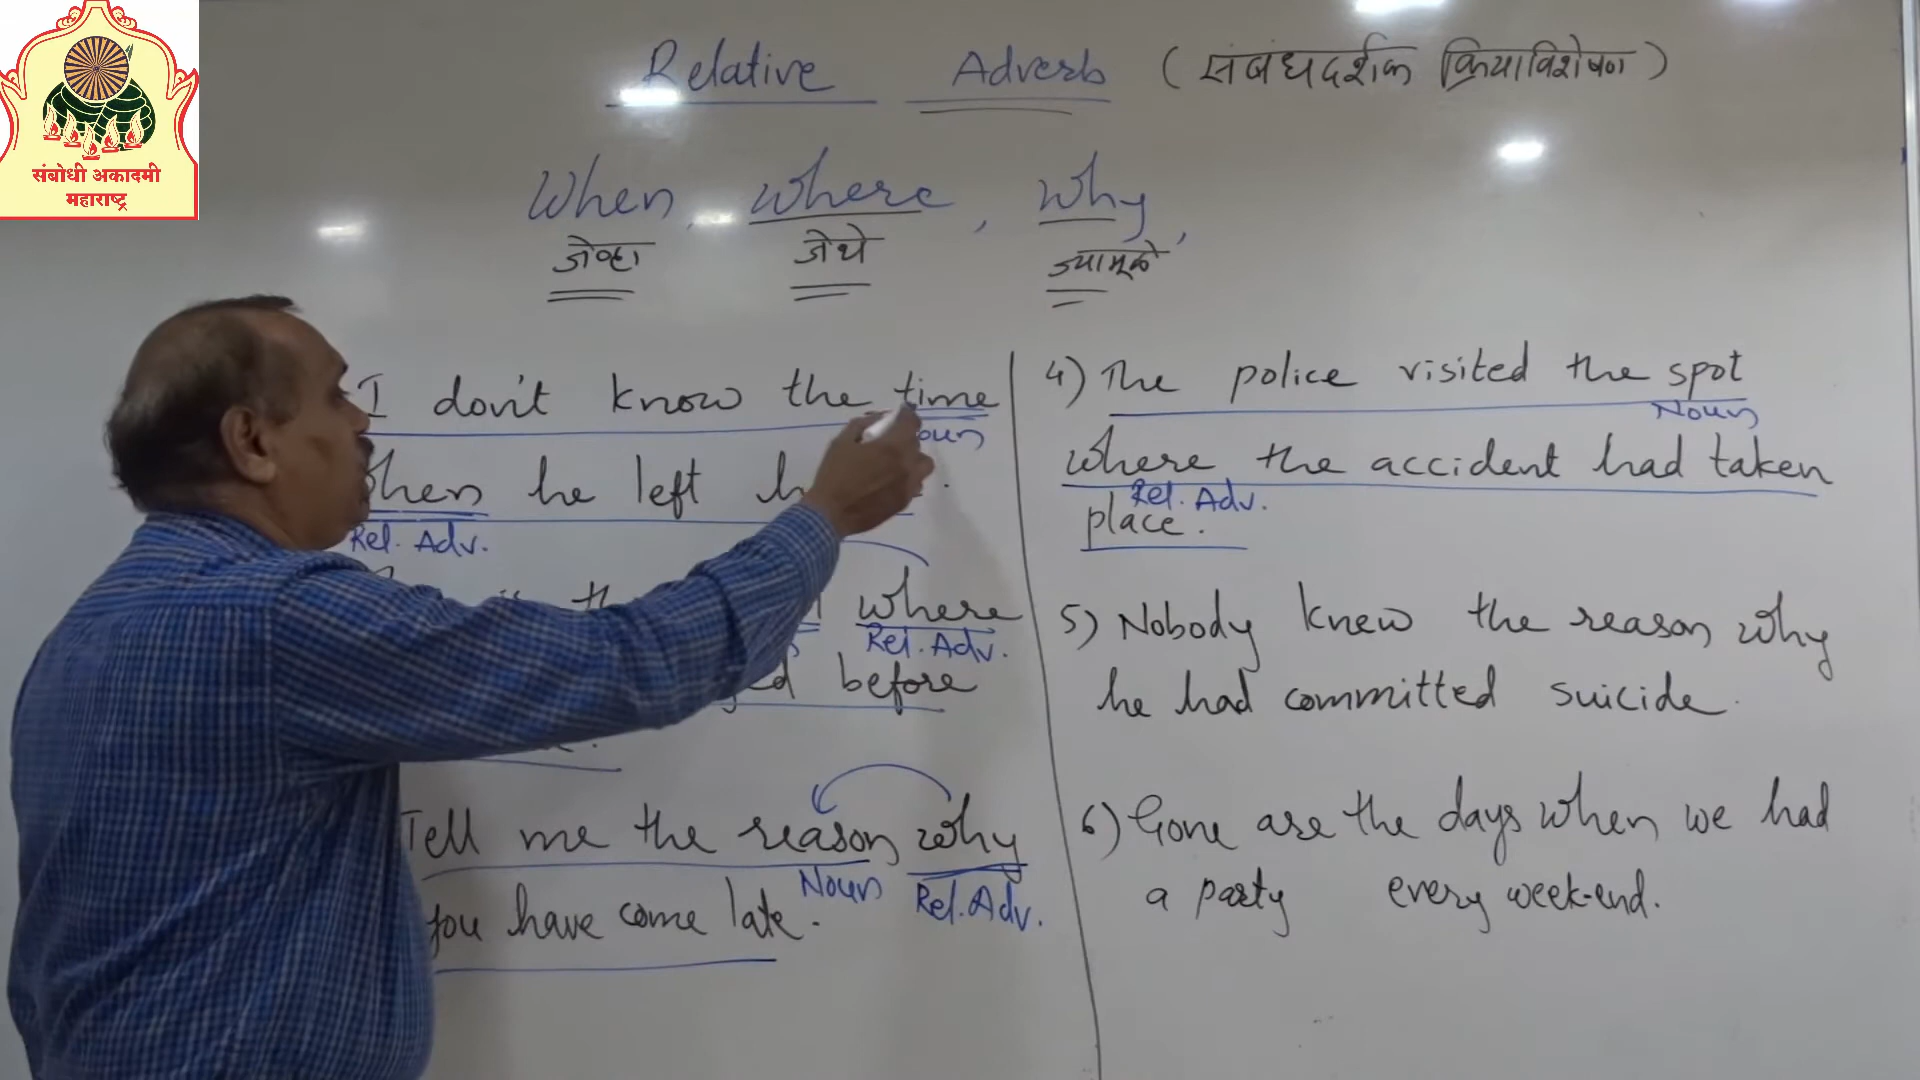 संबोधी अकादमी
महाराष्ट्र
Relative Adverb (संबंधदर्शक क्रियाविशेषण)
When, where, why,
जेव्हा जेथे ज्यामूळे
I don't know the time
Noun
when he left .
Rel. Adv.
where
Rel. Adv.
before
Tell me the reason why
Noun Rel. Adv.
you have come late.
4) The police visited the spot
Noun
where the accident had taken
Rel. Adv.
place.
5) Nobody knew the reason why
he had committed suicide.
6) Gone are the days when we had
a party every week-end.